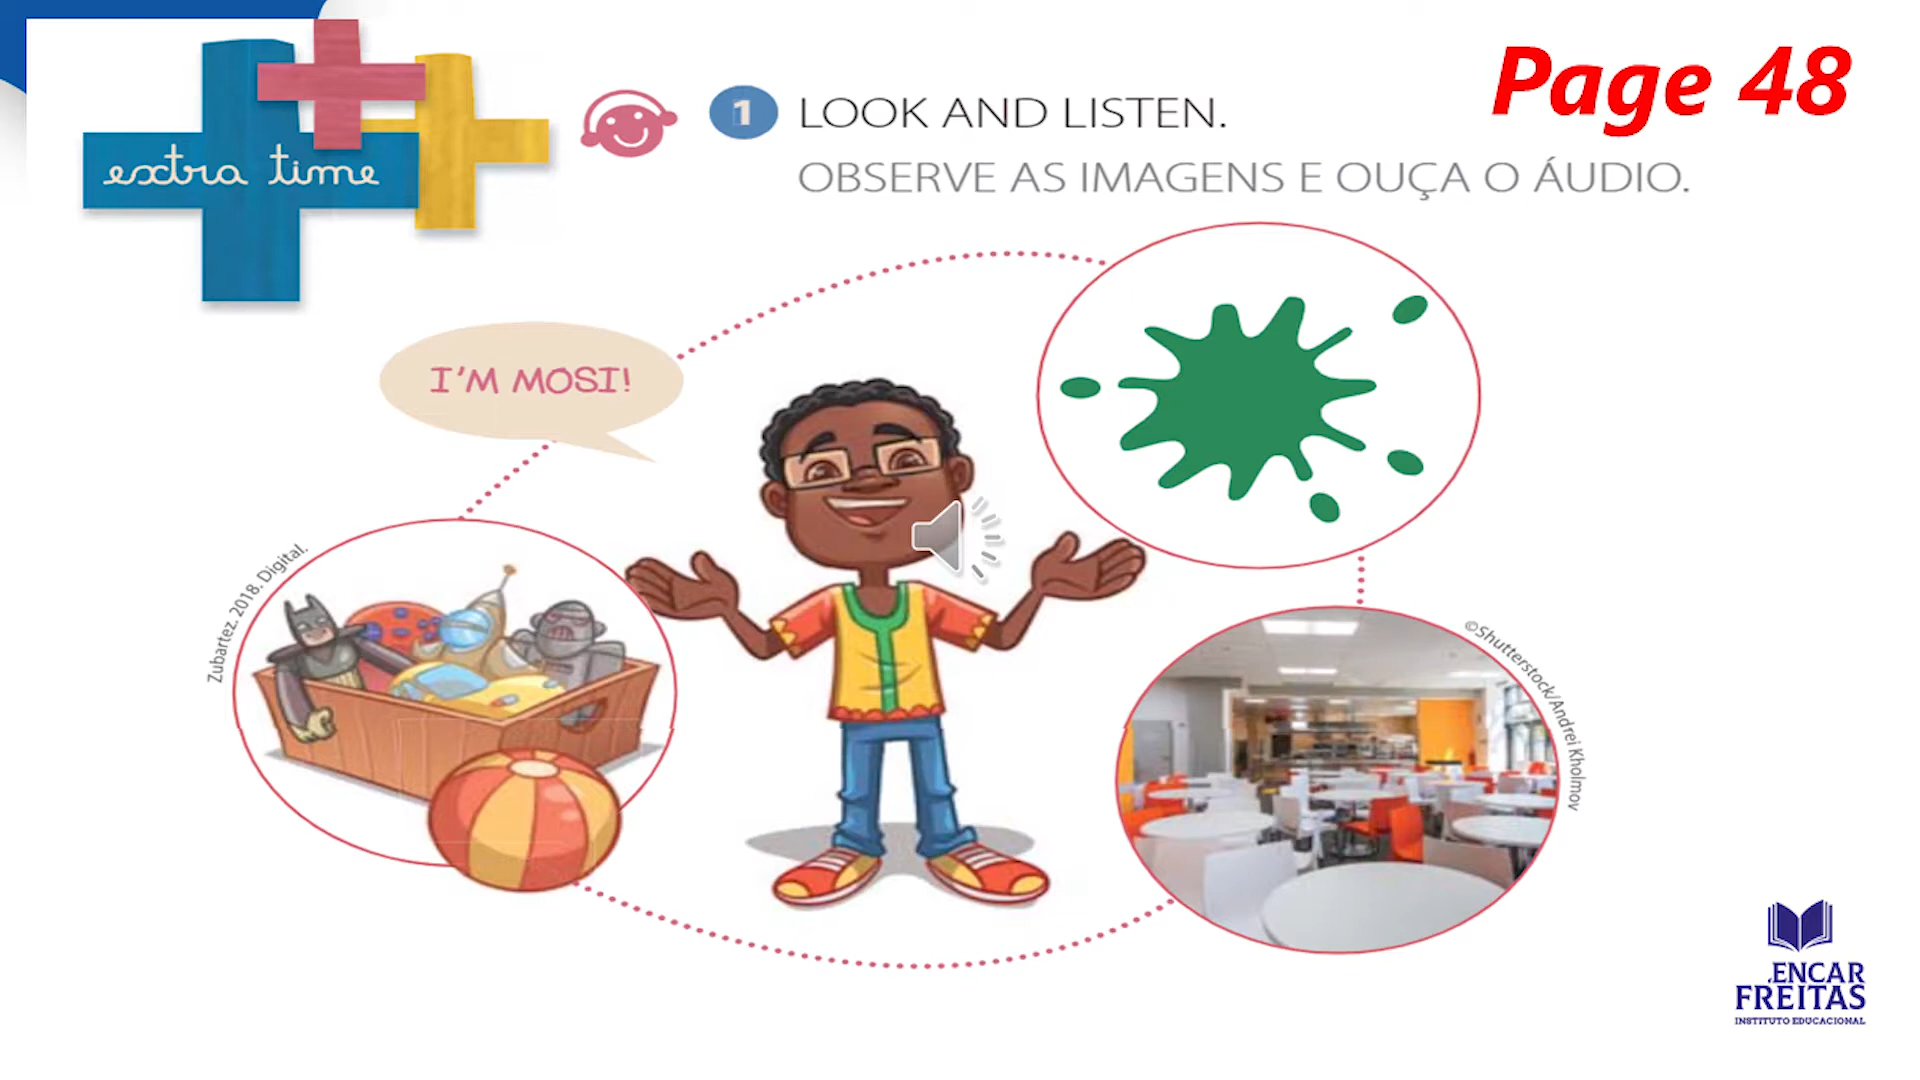 extra time
1 LOOK AND LISTEN.
OBSERVE AS IMAGENS E OUÇA O ÁUDIO.
Page 48
I'M MOSI!
Zubartez. 2018. Digital.
©Shutterstock/Andrei Kholmov
ENCAR
FREITAS
INSTITUTO EDUCACIONAL